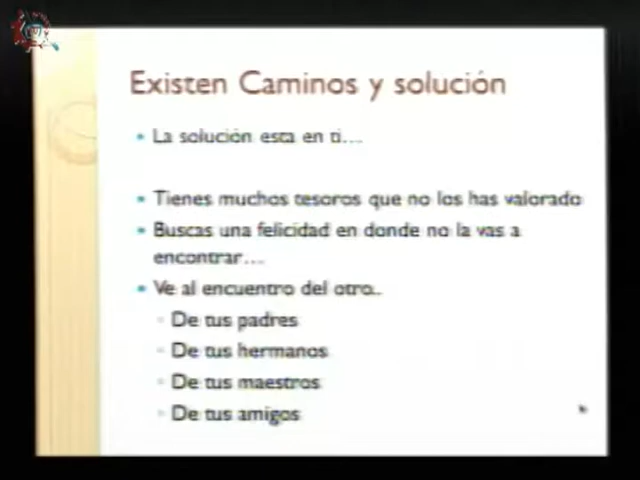 Existen Caminos y solución
• La solución esta en ti...
• Tienes muchos tesoros que no los has valorado
• Buscas una felicidad en donde no la vas a
encontrar...
• Ve al encuentro del otro..
◦ De tus padres
◦ De tus hermanos
◦ De tus maestros
◦ De tus amigos